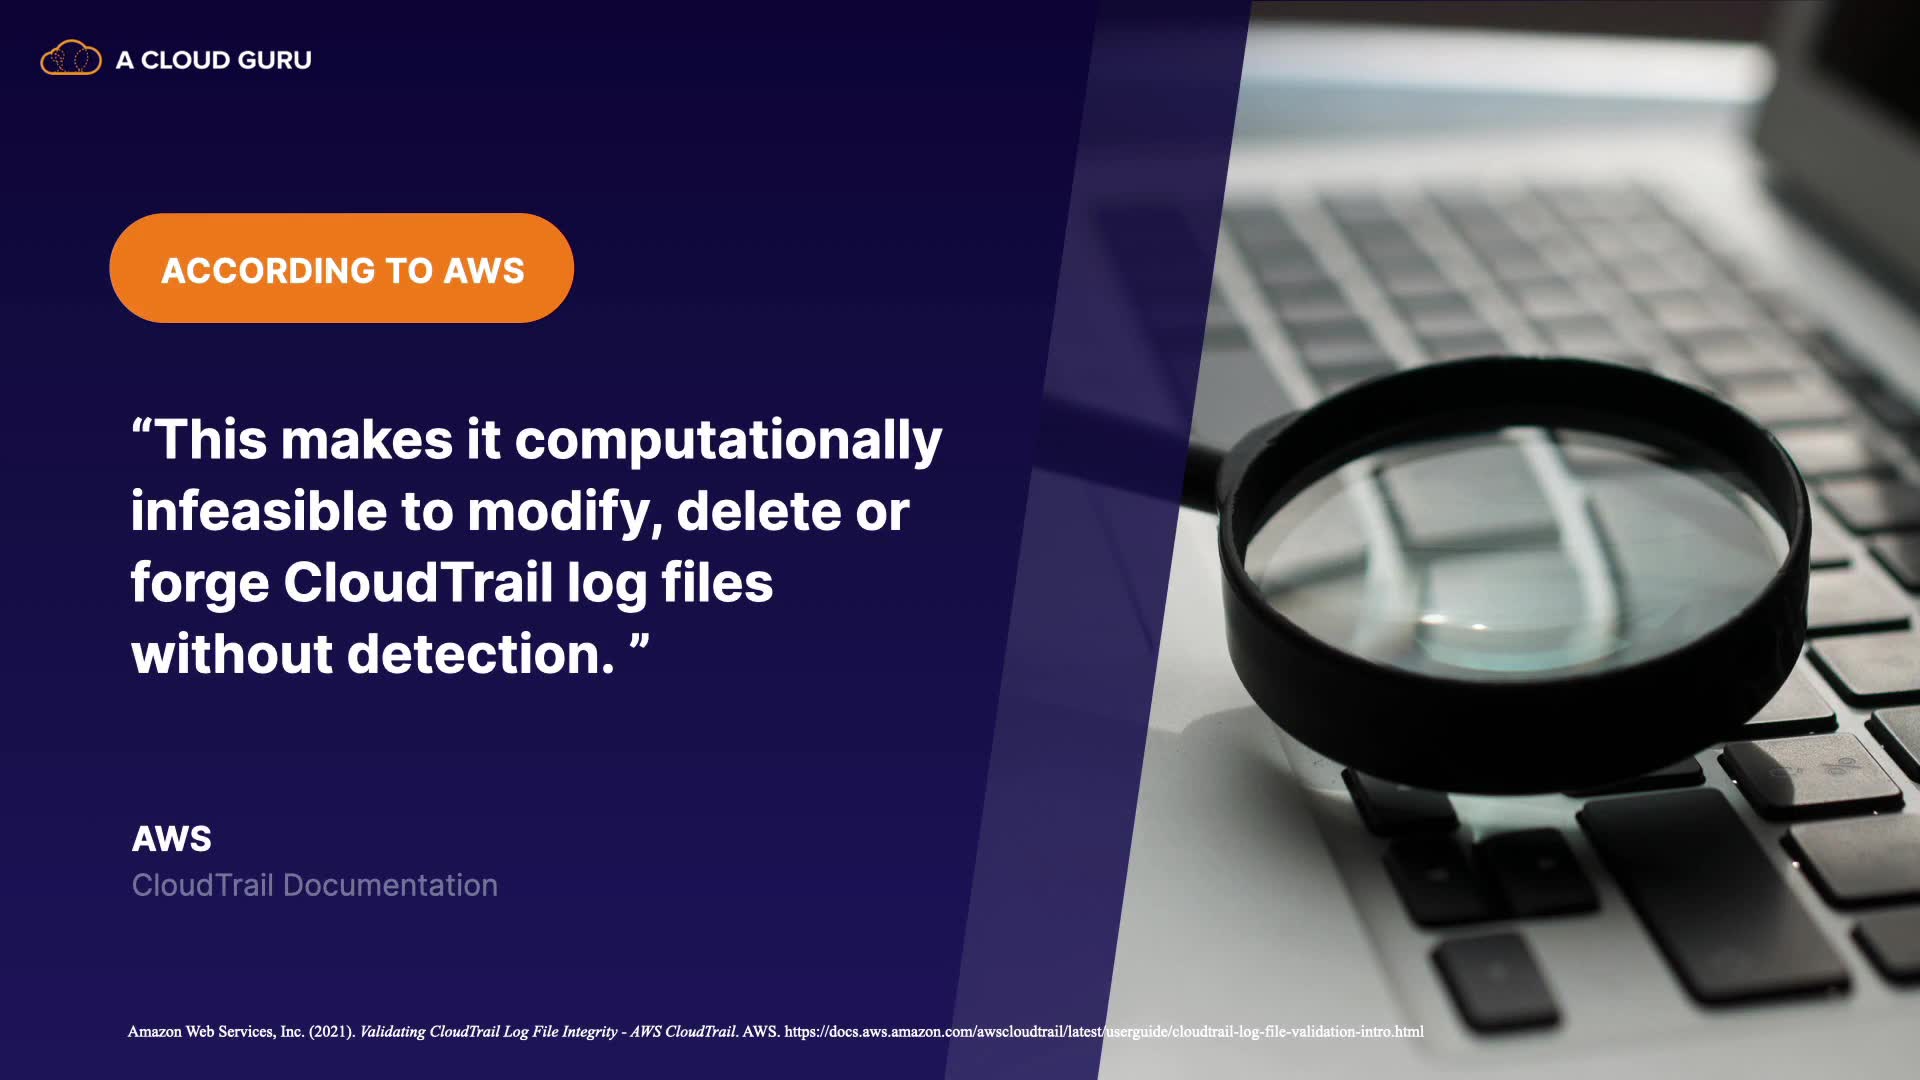 A CLOUD GURU
ACCORDING TO AWS
“This makes it computationally
infeasible to modify, delete or
forge CloudTrail log files
without detection. ”
AWS
CloudTrail Documentation
Amazon Web Services, Inc. (2021). Validating CloudTrail Log File Integrity - AWS CloudTrail. AWS. https://docs.aws.amazon.com/awscloudtrail/latest/userguide/cloudtrail-log-file-validation-intro.html